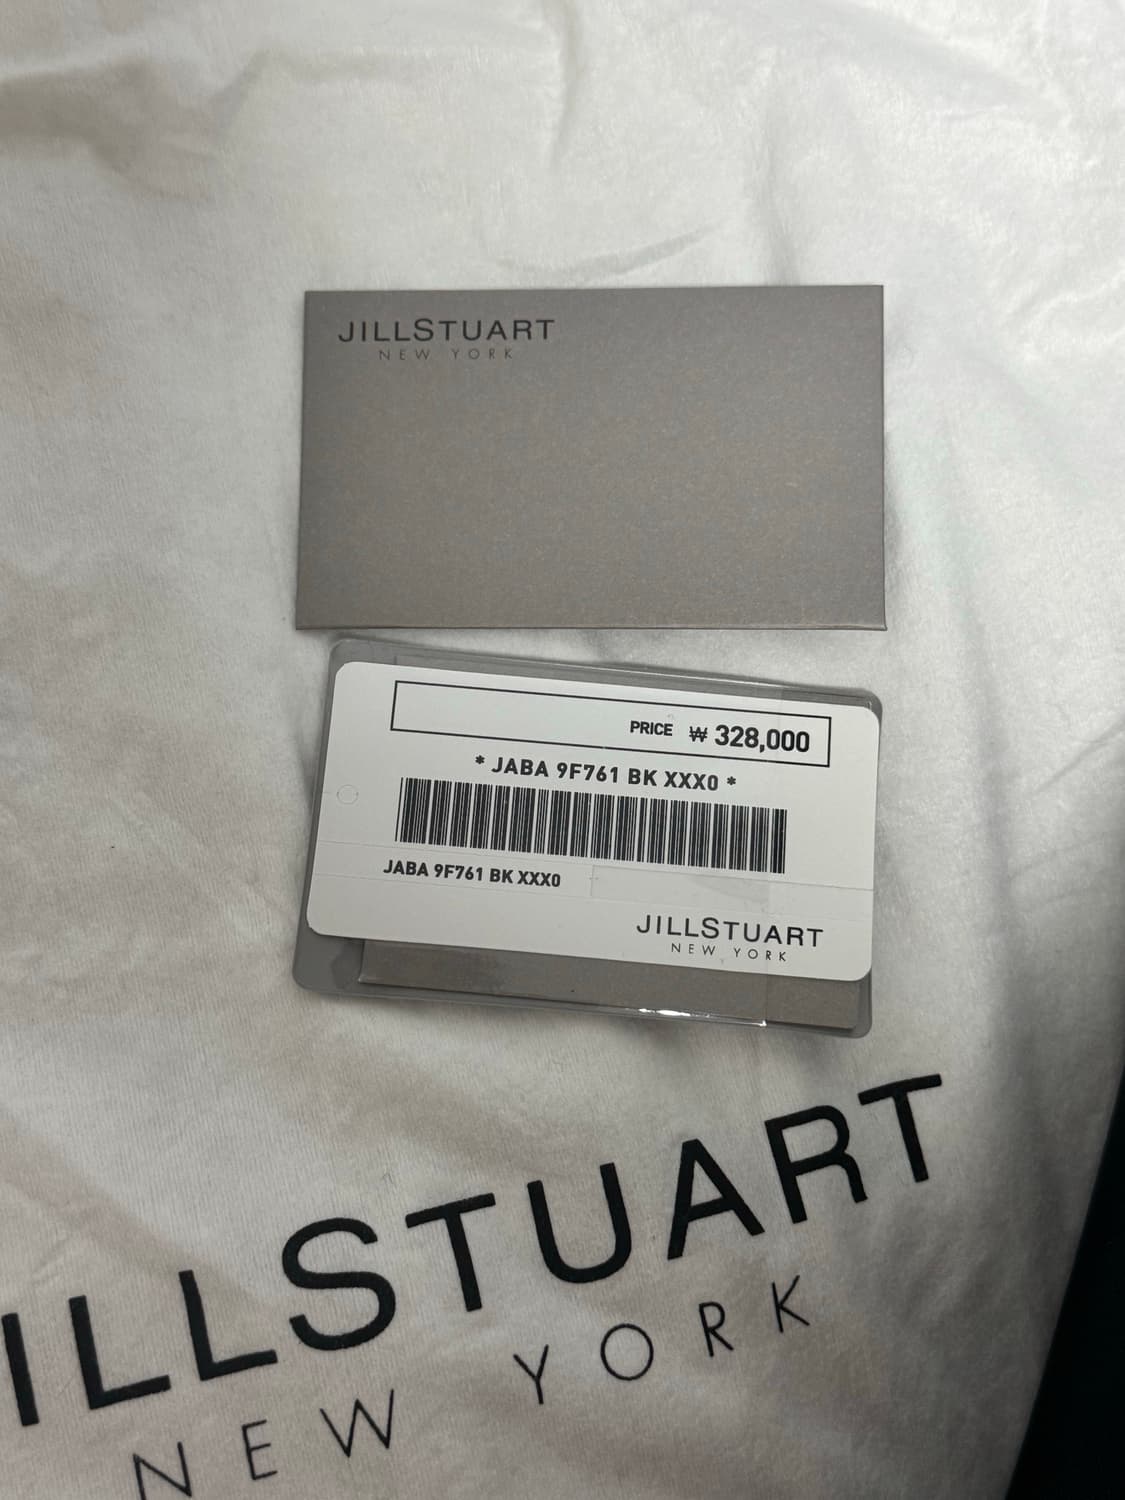 JILLSTUART
NEW YORK
PRICE ₩ 328,000
* JABA 9F761 BK XXX0 *
JABA 9F761 BK XXX0
JILLSTUART
NEW YORK
JILLSTUART
NEW YORK